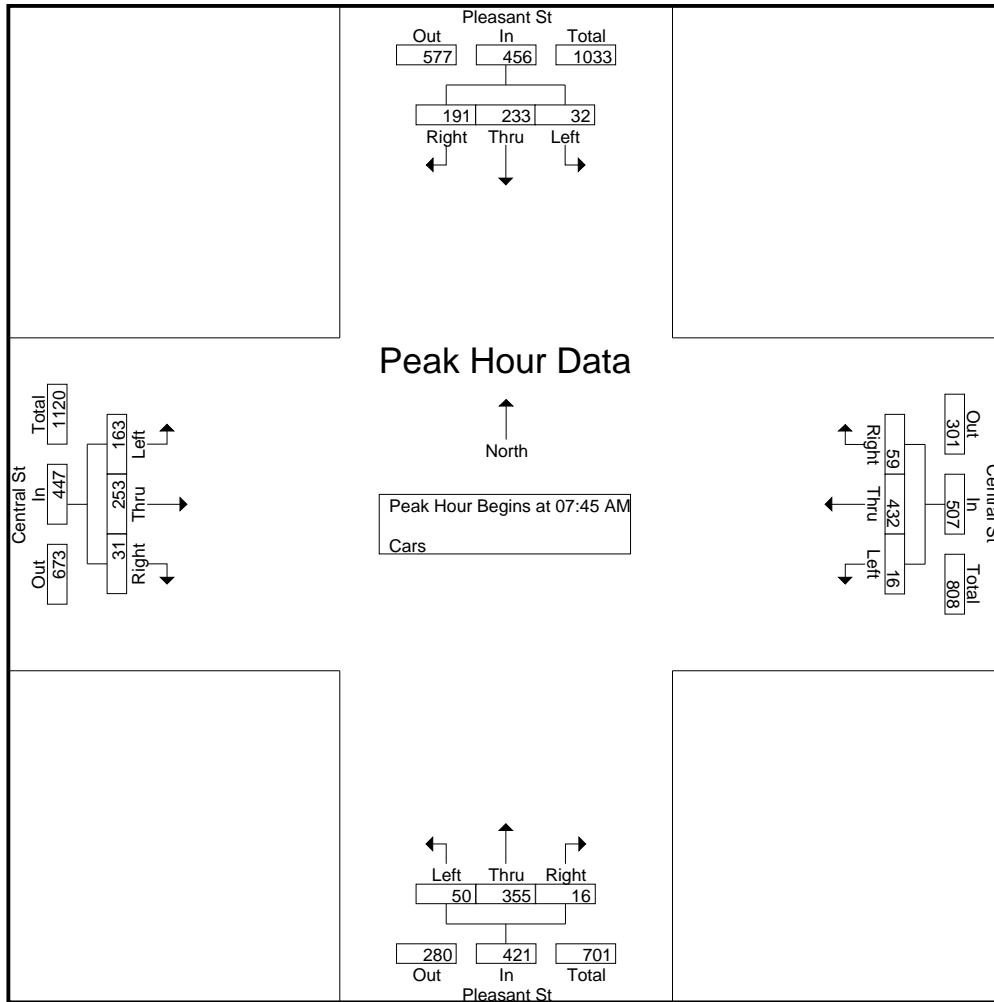 Pleasant St
Out In Total
577 456 1033
191 233 32
Right Thru Left
Peak Hour Data
North
Peak Hour Begins at 07:45 AM
Cars
Central St
Total In Out
1120 447 673
163 253 31
Left Thru Right
Central St
Out In Total
301 507 808
59 432 16
Right Thru Left
Left Thru Right
50 355 16
280 421 701
Out In Total
Pleasant St